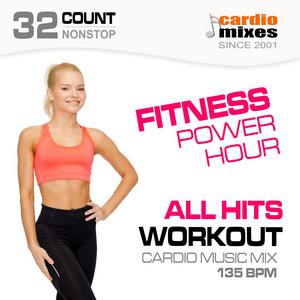 32 COUNT
NONSTOP
cardio
mixes
SINCE 2001
FITNESS
POWER
HOUR
ALL HITS
WORKOUT
CARDIO MUSIC MIX
135 BPM